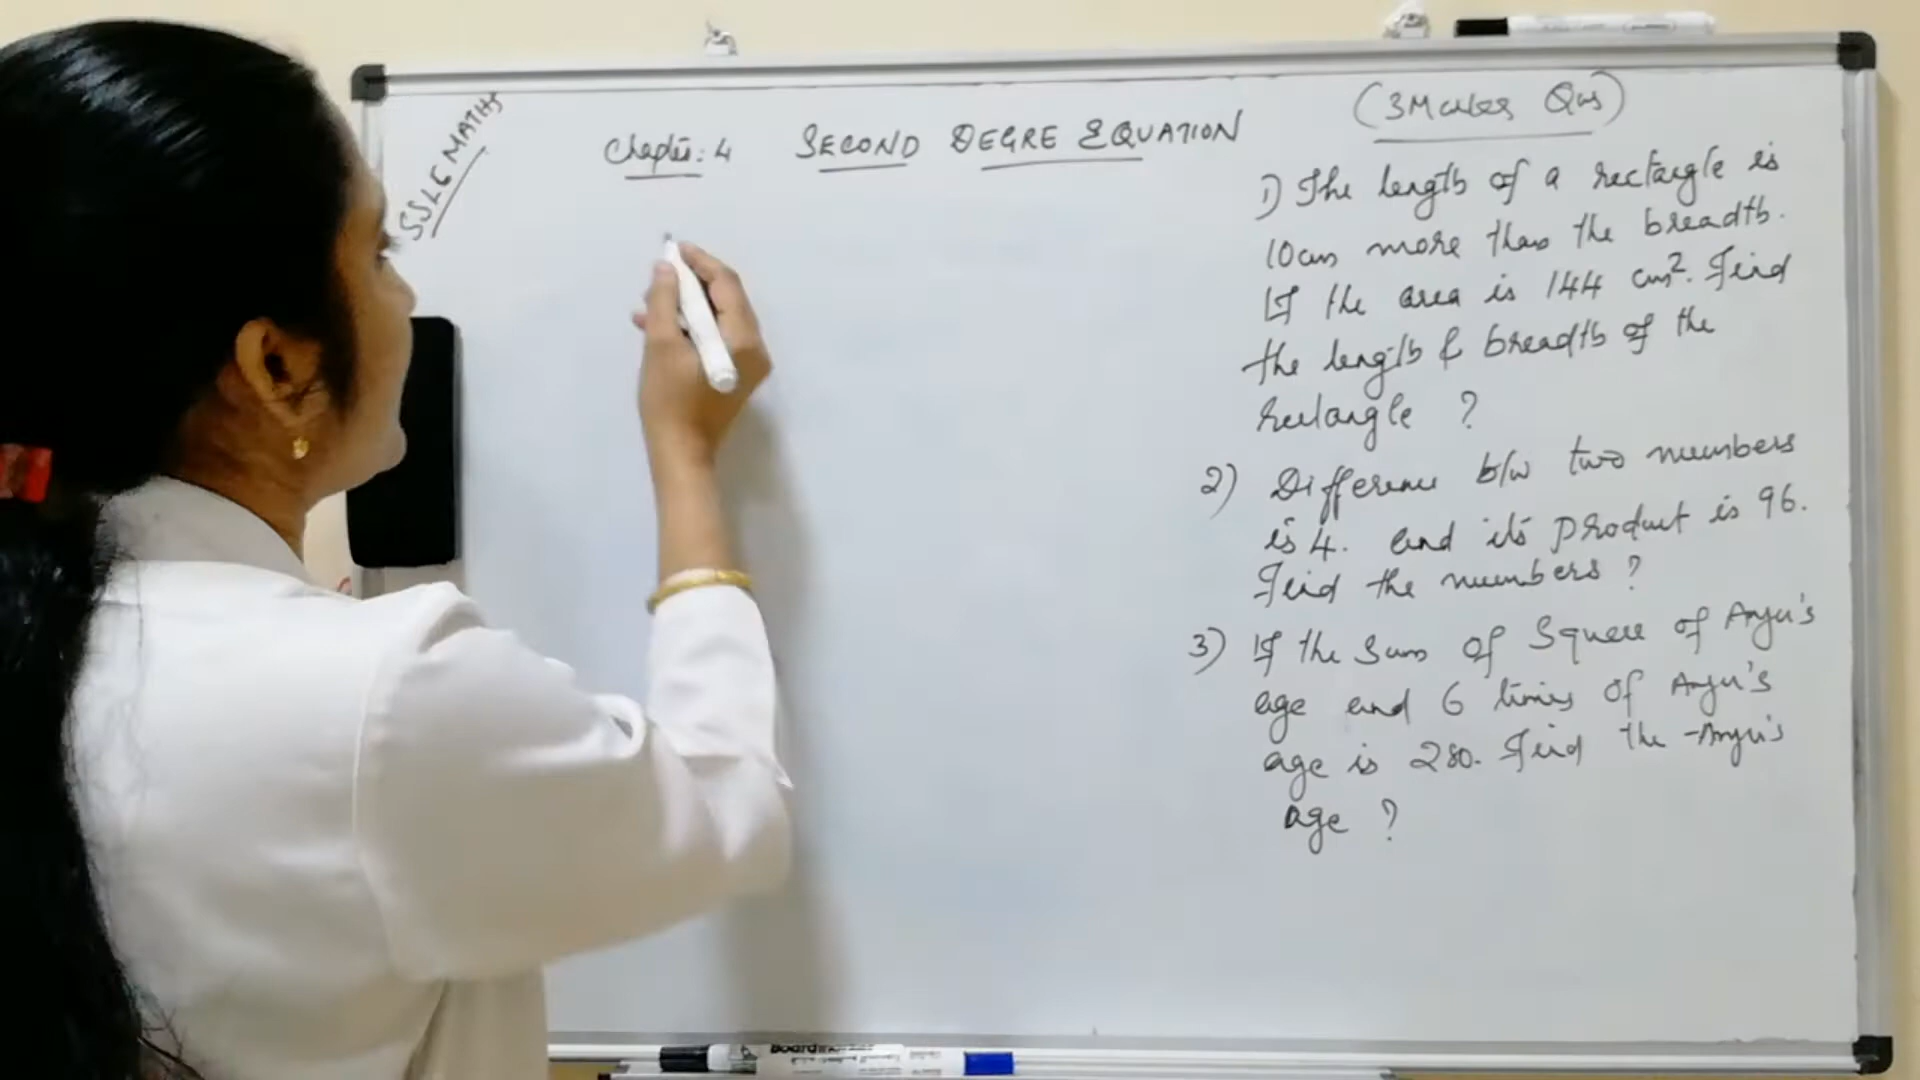 SSLC MATHS
Chapter: 4 SECOND DEGRE EQUATION
(3 Marks Qns)
1) The length of a rectangle is
10cm more than the breadth.
If the area is 144 cm². Find
the length & breadth of the
rectangle ?
2) Difference b/w two numbers
is 4. and its product is 96.
Find the numbers ?
3) If the Sum of Square of Anju's
age and 6 times of Anju's
age is 280. Find the Anju's
age ?